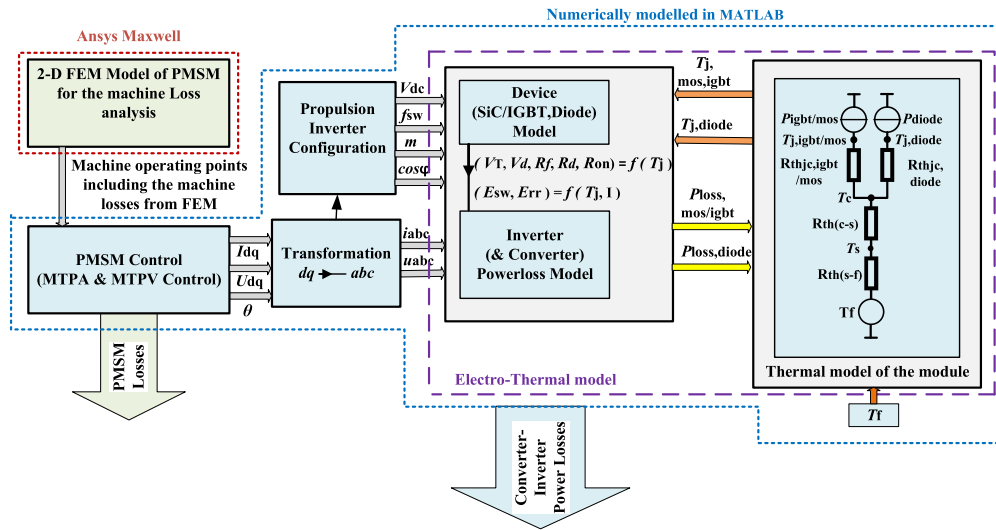 Numerically modelled in MATLAB
Ansys Maxwell
2-D FEM Model of PMSM
for the machine Loss
analysis
Machine operating points
including the machine
losses from FEM
PMSM Control
(MTPA & MTPV Control)
PMSM
Losses
Idq
Udq
θ
Propulsion
Inverter
Configuration
Transformation
dq abc
Vdc
fsw
m
cosφ
iabc
uabc
Device
(SiC/IGBT,Diode)
Model
( VT, Vd, Rf, Rd, Ron) = f ( Tj )
( Esw, Err ) = f ( Tj, I )
Inverter
(& Converter)
Powerloss Model
Electro-Thermal model
Converter-
Inverter
Power Losses
Tj,
mos,igbt
Tj,diode
Ploss,
mos/igbt
Ploss,diode
Pigbt/mos
Pdiode
Tj,igbt/mos
Tj,diode
Rthjc,igbt
/mos
Rthjc,
diode
Tc
Rth(c-s)
Ts
Rth(s-f)
Tf
Thermal model of the module
Tf